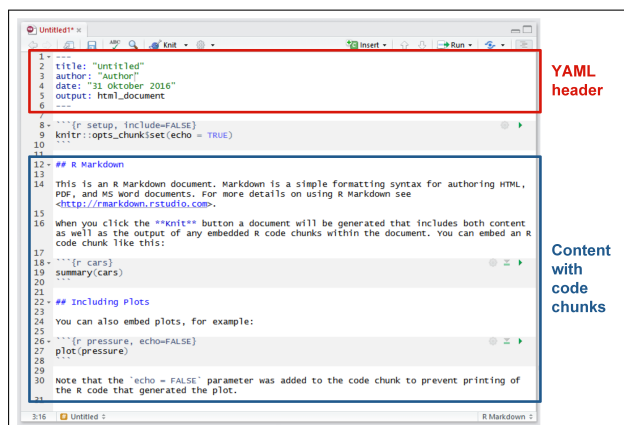 Untitled1* ×
ABC Knit Insert Run
1 ---
2 title: "Untitled"
3 author: "Author"
4 date: "31 Oktober 2016"
5 output: html_document
6 ---
YAML
header
8 ```{r setup, include=FALSE}
9 knitr::opts_chunk$set(echo = TRUE)
10 ```
11
12 ## R Markdown
13
14 This is an R Markdown document. Markdown is a simple formatting syntax for authoring HTML,
PDF, and MS Word documents. For more details on using R Markdown see
<http://rmarkdown.rstudio.com>.
15
16 When you click the **Knit** button a document will be generated that includes both content
as well as the output of any embedded R code chunks within the document. You can embed an R
code chunk like this:
17
18 ```{r cars}
19 summary(cars)
20 ```
21
22 ## Including Plots
23
24 You can also embed plots, for example:
25
26 ```{r pressure, echo=FALSE}
27 plot(pressure)
28 ```
29
30 Note that the `echo = FALSE` parameter was added to the code chunk to prevent printing of
the R code that generated the plot.
31
Content
with
code
chunks
3:16 Untitled R Markdown